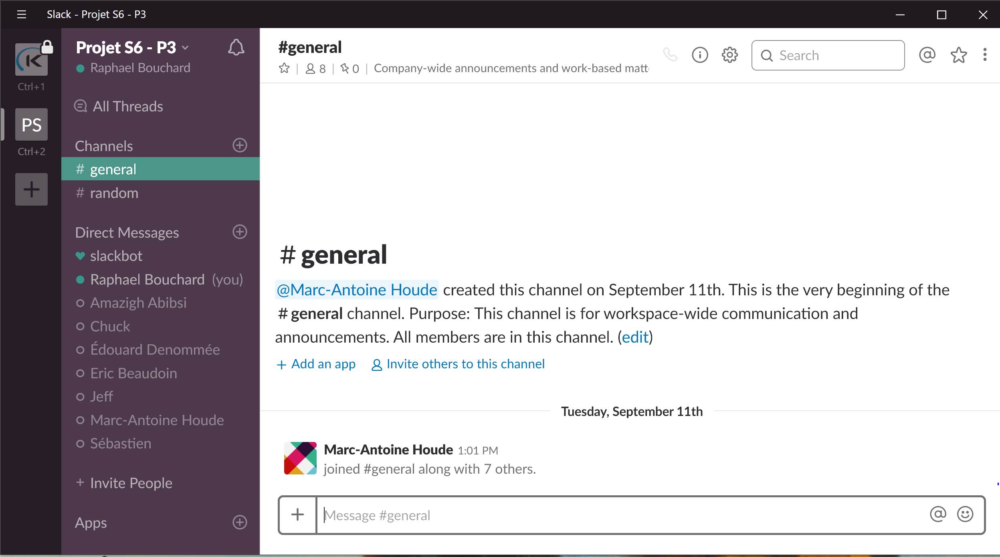 Slack - Projet S6 - P3
K
Ctrl+1
PS
Ctrl+2
Projet S6 - P3
Raphael Bouchard
All Threads
Channels
# general
# random
Direct Messages
slackbot
Raphael Bouchard (you)
Amazigh Abibsi
Chuck
Édouard Denommée
Eric Beaudoin
Jeff
Marc-Antoine Houde
Sébastien
+ Invite People
Apps
#general
8 | 0 | Company-wide announcements and work-based matt
Search
# general
@Marc-Antoine Houde created this channel on September 11th. This is the very beginning of the
# general channel. Purpose: This channel is for workspace-wide communication and
announcements. All members are in this channel. (edit)
+ Add an app Invite others to this channel
Tuesday, September 11th
Marc-Antoine Houde 1:01 PM
joined #general along with 7 others.
Message #general